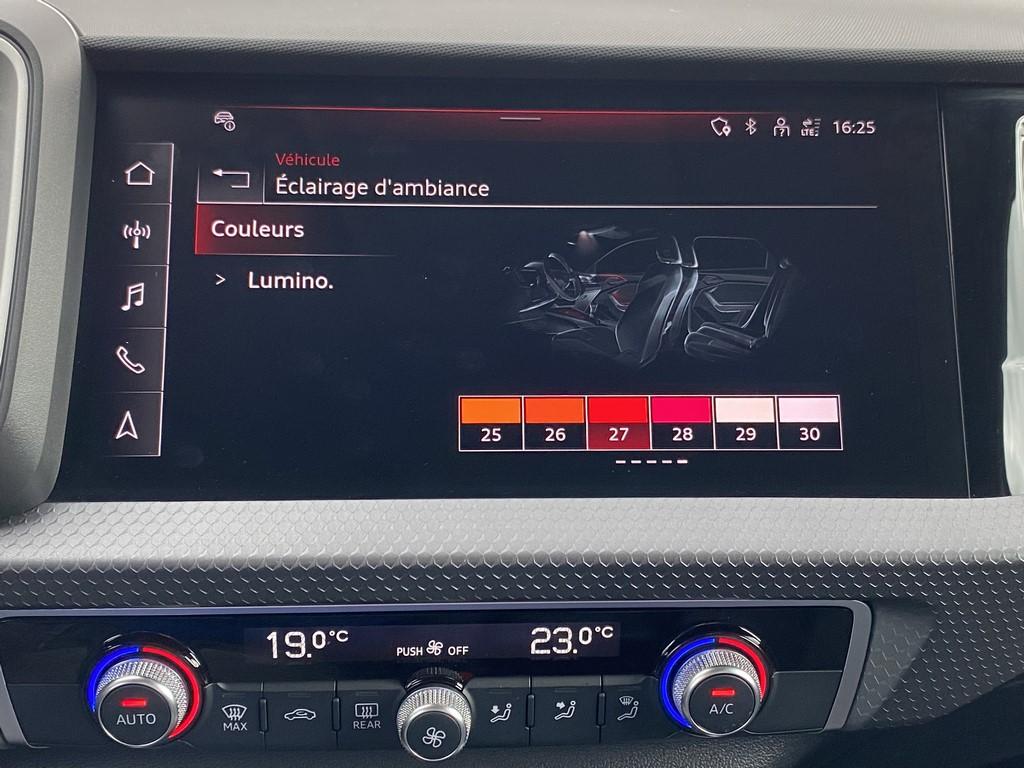 LTE 16:25
Véhicule
Éclairage d'ambiance
Couleurs
> Lumino.
25 26 27 28 29 30
19.0°C PUSH OFF 23.0°C
AUTO MAX REAR A/C